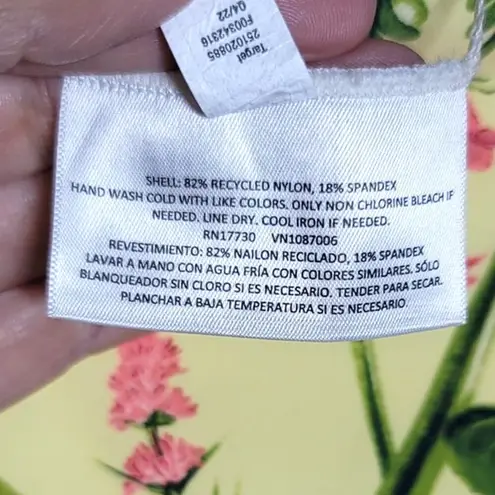 Target
251020885
F00342316
Q4/22
SHELL: 82% RECYCLED NYLON, 18% SPANDEX
HAND WASH COLD WITH LIKE COLORS. ONLY NON CHLORINE BLEACH IF
NEEDED. LINE DRY. COOL IRON IF NEEDED.
RN17730 VN1087006
REVESTIMIENTO: 82% NAILON RECICLADO, 18% SPANDEX
LAVAR A MANO CON AGUA FRÍA CON COLORES SIMILARES. SÓLO
BLANQUEADOR SIN CLORO SI ES NECESARIO. TENDER PARA SECAR.
PLANCHAR A BAJA TEMPERATURA SI ES NECESARIO